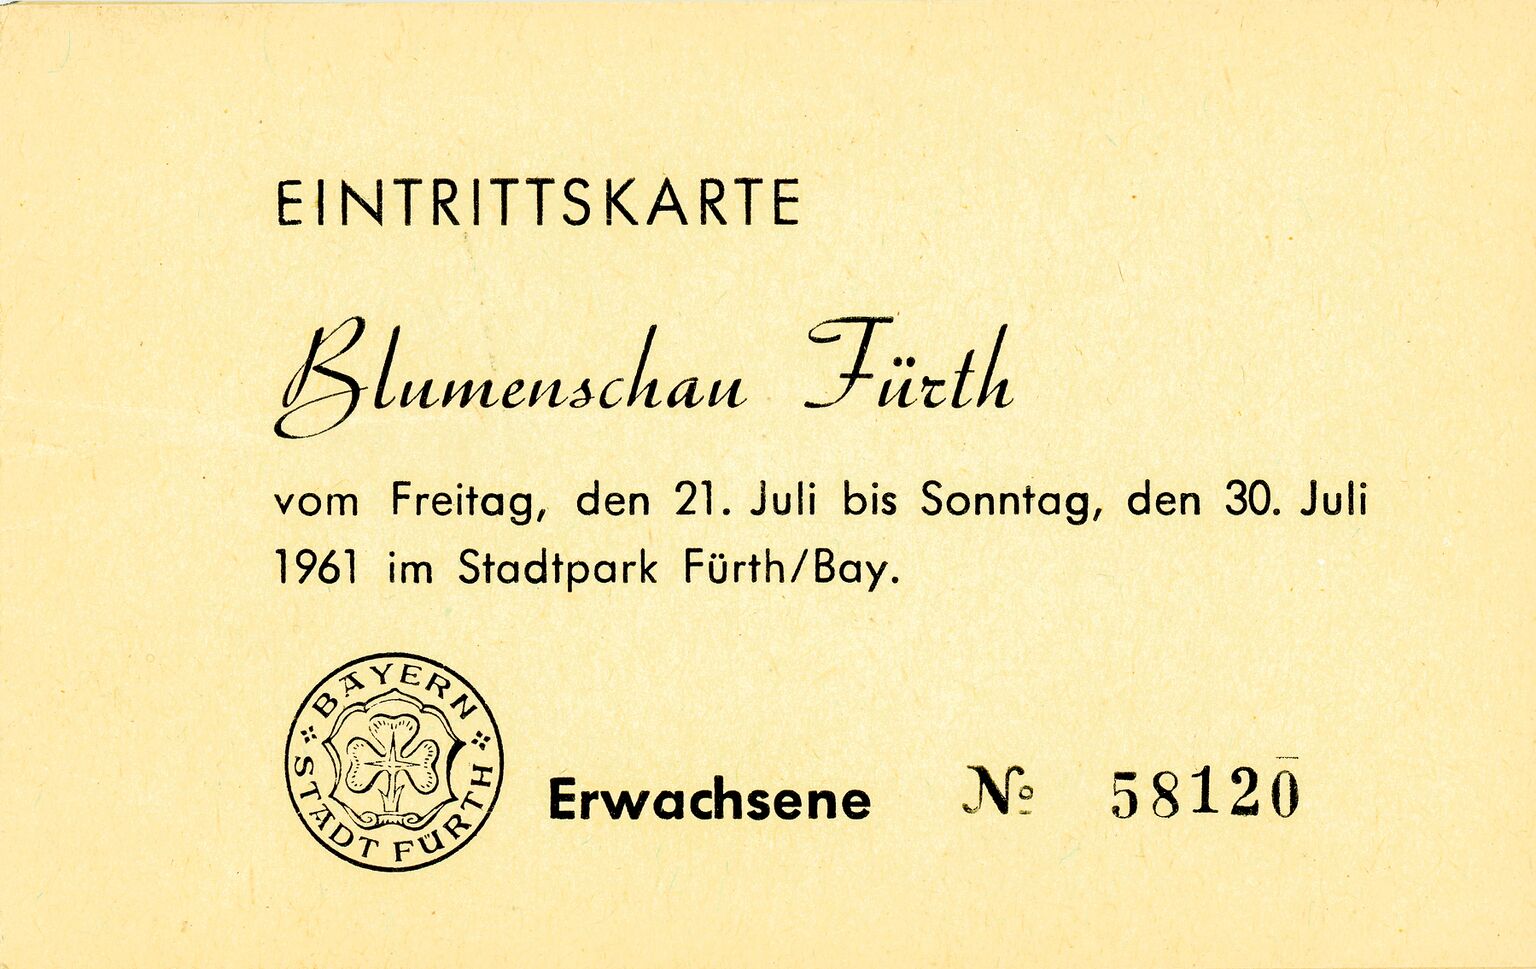 EINTRITTSKARTE
Blumenschau Fürth
vom Freitag, den 21. Juli bis Sonntag, den 30. Juli
1961 im Stadtpark Fürth/Bay.
BAYERN
STADT FÜRTH
Erwachsene № 58120